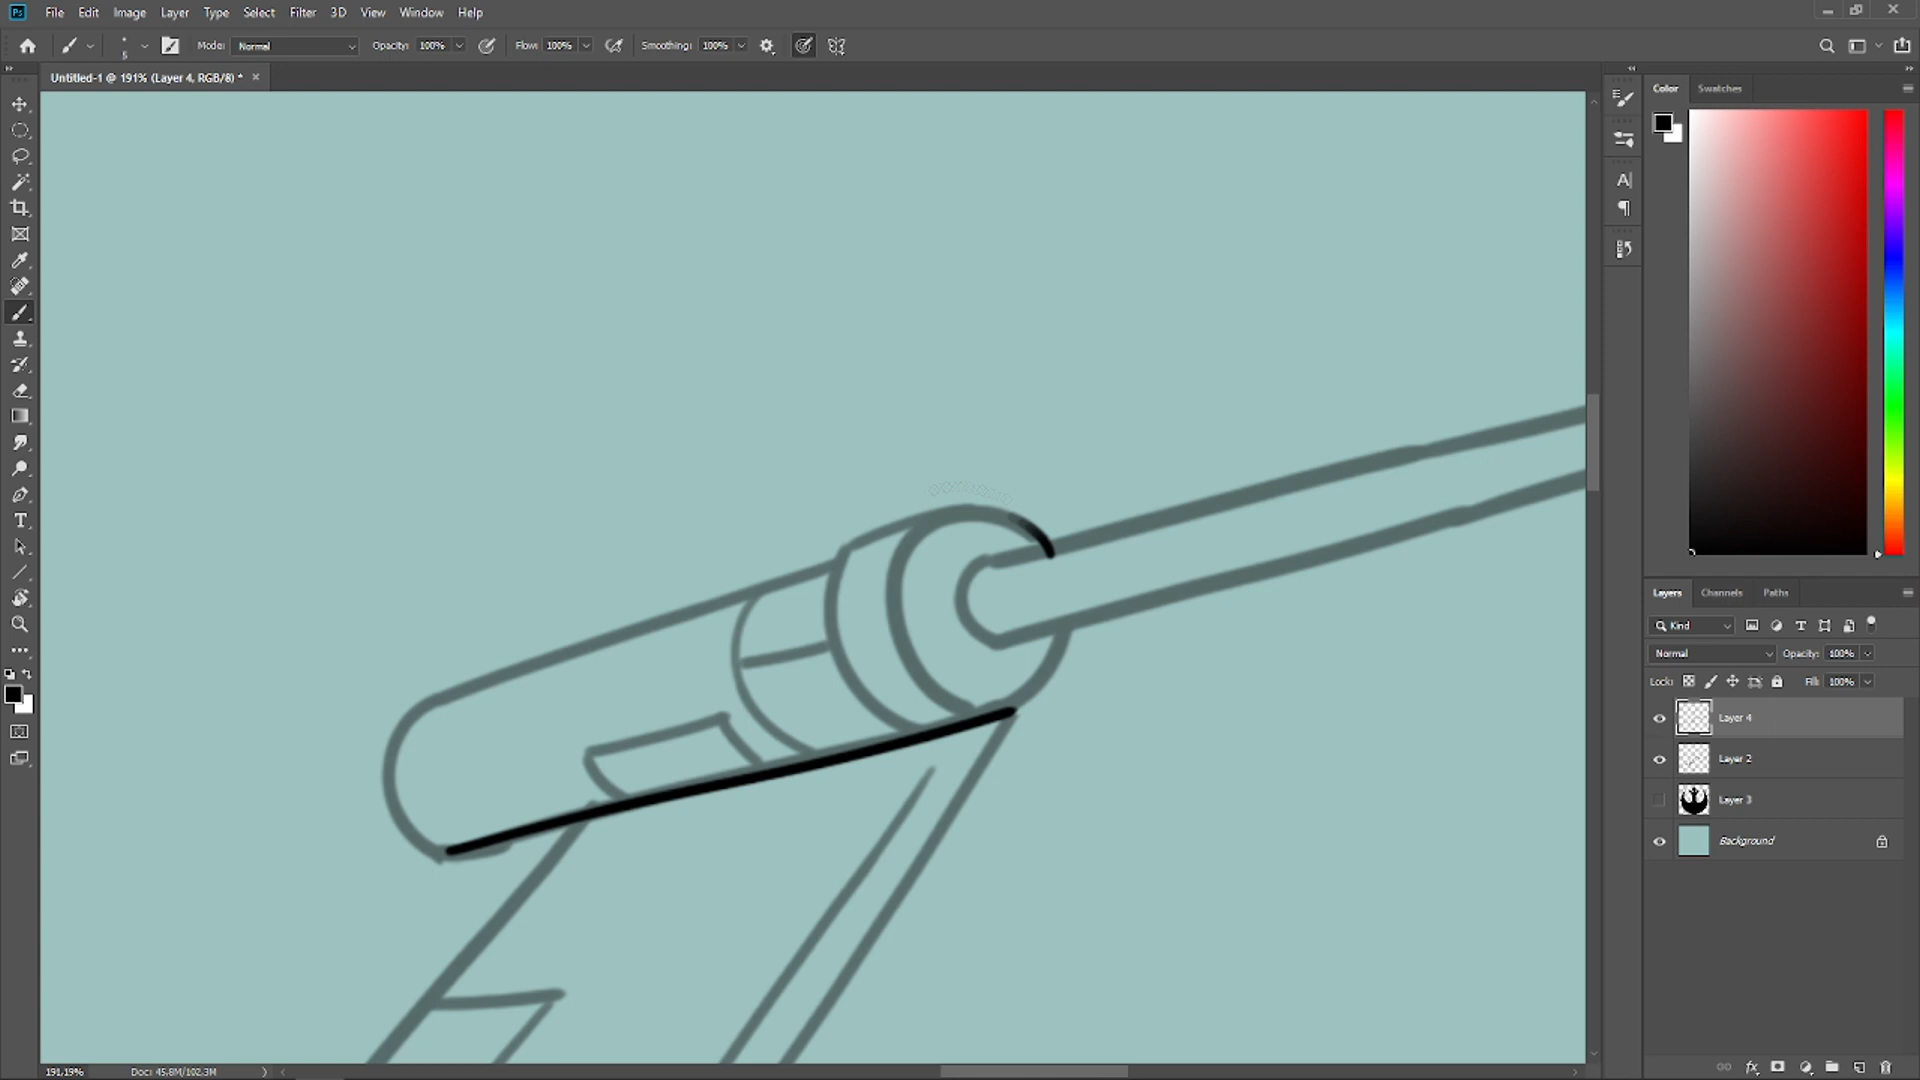 Ps File Edit Image Layer Type Select Filter 3D View Window Help
5 Mode: Normal Opacity: 100% Flow: 100% Smoothing: 100%
Untitled-1 @ 191% (Layer 4, RGB/8) *
Color Swatches
Layers Channels Paths
Kind
Normal Opacity: 100%
Lock: Fill: 100%
Layer 4
Layer 2
Layer 3
Background
191,19% Doc: 45,8M/102,3M